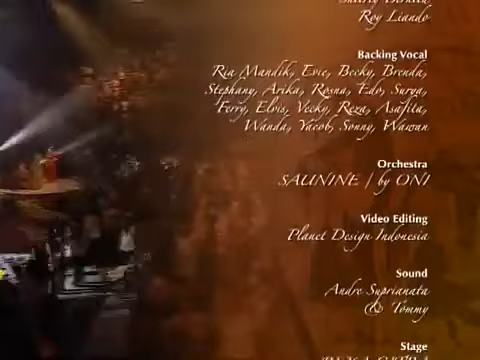 Roy Liando
Backing Vocal
Ria Mandik, Evie, Becky, Brenda,
Stephany, Arika, Rosna, Edo, Surya,
Ferry, Elvis, Vecky, Reza, Asafita,
Wanda, Yacob, Sonny, Wawan
Orchestra
SAUNINE / by ONI
Video Editing
Planet Design Indonesia
Sound
Andre Suprianata
& Tommy
Stage